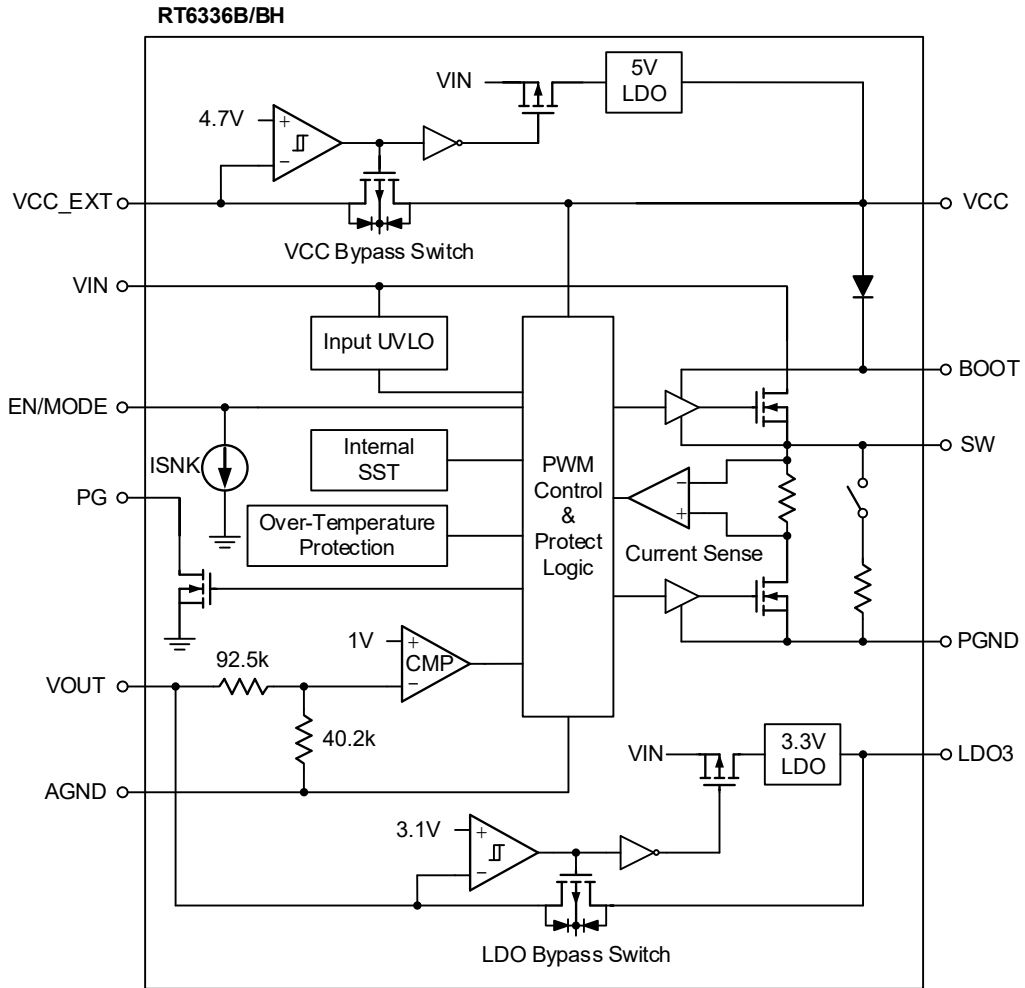 RT6336B/BH
VIN
5V
LDO
4.7V
+
−
VCC_EXT
VCC
VCC Bypass Switch
VIN
Input UVLO
BOOT
EN/MODE
ISNK
Internal
SST
SW
PG
Over-Temperature
Protection
PWM
Control
&
Protect
Logic
−
+
Current Sense
1V
+
CMP
−
PGND
92.5k
VOUT
40.2k
VIN
3.3V
LDO
LDO3
AGND
3.1V
+
−
LDO Bypass Switch